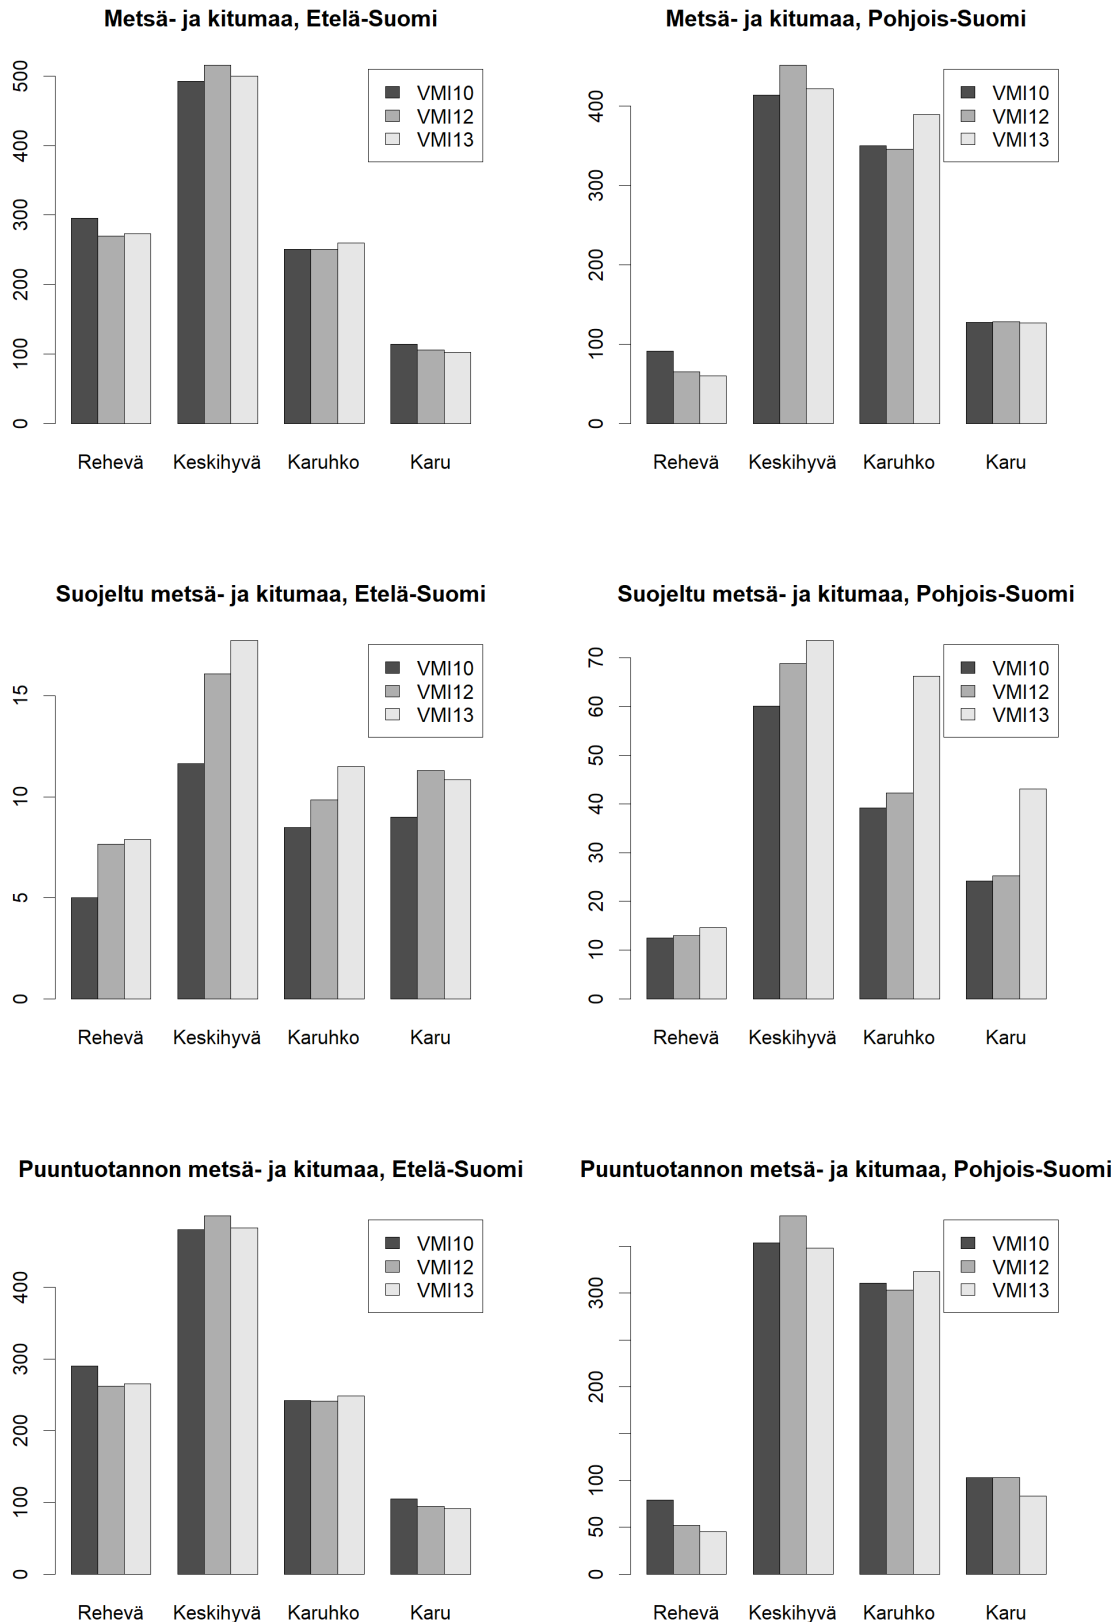 Metsä- ja kitumaa, Etelä-Suomi
500
400
300
200
100
0
VMI10
VMI12
VMI13
Rehevä Keskihyvä Karuhko Karu
Metsä- ja kitumaa, Pohjois-Suomi
400
300
200
100
0
VMI10
VMI12
VMI13
Rehevä Keskihyvä Karuhko Karu
Suojeltu metsä- ja kitumaa, Etelä-Suomi
15
10
5
0
VMI10
VMI12
VMI13
Rehevä Keskihyvä Karuhko Karu
Suojeltu metsä- ja kitumaa, Pohjois-Suomi
70
60
50
40
30
20
10
0
VMI10
VMI12
VMI13
Rehevä Keskihyvä Karuhko Karu
Puuntuotannon metsä- ja kitumaa, Etelä-Suomi
400
300
200
100
0
VMI10
VMI12
VMI13
Rehevä Keskihyvä Karuhko Karu
Puuntuotannon metsä- ja kitumaa, Pohjois-Suomi
300
200
100
50
0
VMI10
VMI12
VMI13
Rehevä Keskihyvä Karuhko Karu